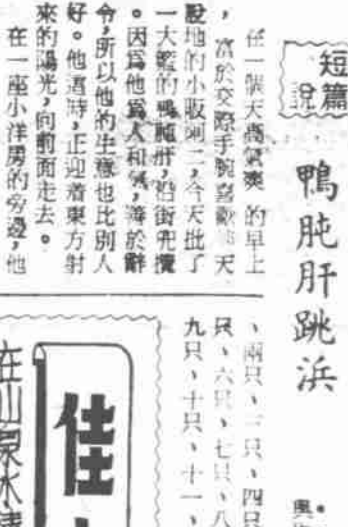 短篇
說
鴨肫肝跳浜
在一個天高氣爽的早上
，富於交際手腕喜歡 天
設地的小販阿二，今天批了
一大籃的鴨肫肝，沿街兜攬
。因爲他爲人和氣，善於辭
令，所以他的生意也比別人
好。他這時，正迎着東方射
來的陽光，向前面走去。
在一座小洋房的旁邊，他
、兩只、三只、四只
只、六只、七只、八
九只、十只、十一、
佳
在山泉水清